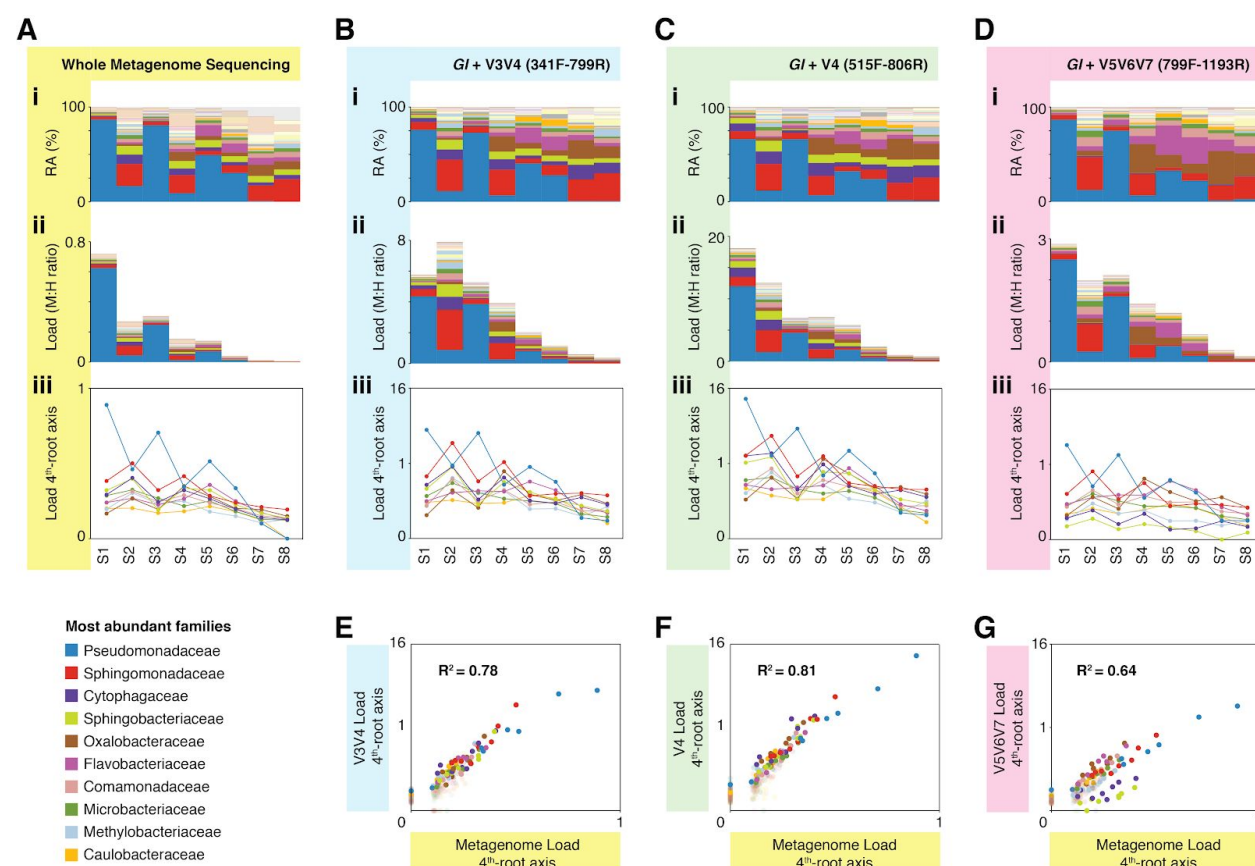 A
Whole Metagenome Sequencing
i
100
RA (%)
0
ii
0.8
Load (M:H ratio)
0
iii
1
Load 4th-root axis
0
S1 S2 S3 S4 S5 S6 S7 S8
B
GI + V3V4 (341F-799R)
i
100
RA (%)
0
ii
8
Load (M:H ratio)
0
iii
16
1
Load 4th-root axis
0
S1 S2 S3 S4 S5 S6 S7 S8
C
GI + V4 (515F-806R)
i
100
RA (%)
0
ii
20
Load (M:H ratio)
0
iii
16
1
Load 4th-root axis
0
S1 S2 S3 S4 S5 S6 S7 S8
D
GI + V5V6V7 (799F-1193R)
i
100
RA (%)
0
ii
3
Load (M:H ratio)
0
iii
16
1
Load 4th-root axis
0
S1 S2 S3 S4 S5 S6 S7 S8
Most abundant families
Pseudomonadaceae
Sphingomonadaceae
Cytophagaceae
Sphingobacteriaceae
Oxalobacteraceae
Flavobacteriaceae
Comamonadaceae
Microbacteriaceae
Methylobacteriaceae
Caulobacteraceae
E
16
R2 = 0.78
V3V4 Load
4th-root axis
1
0
1
Metagenome Load
4th-root axis
F
16
R2 = 0.81
V4 Load
4th-root axis
1
0
1
Metagenome Load
4th-root axis
G
16
R2 = 0.64
V5V6V7 Load
4th-root axis
1
0
Metagenome Load
4th-root axis